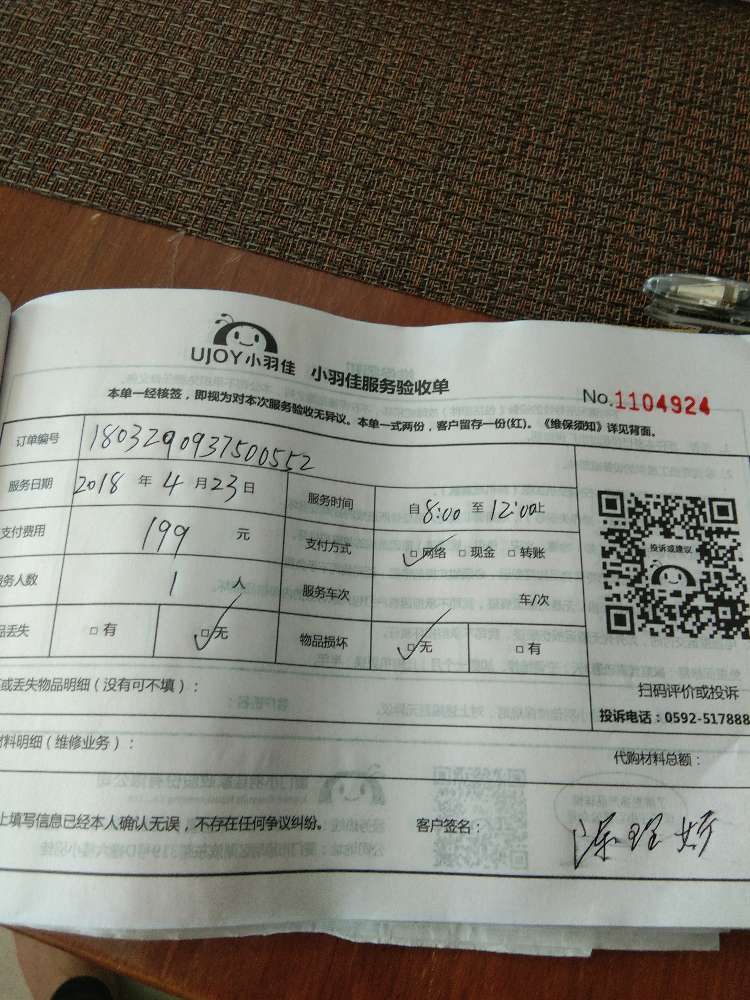 UJOY小羽佳 小羽佳服务验收单
No.1104924
本单一经核签，即视为对本次服务验收无异议。本单一式两份，客户留存一份(红)。《维保须知》详见背面。
订单编号 1803290937500552
服务日期 2018 年 4 月 23 日 服务时间 自 8:00 至 12:00止
支付费用 199 元 支付方式 □网络 □现金 □转账
投诉或建议
务人数 1 人 服务车次 车/次
品丢失 □有 □无 物品损坏 □无 □有
或丢失物品明细（没有可不填）：
扫码评价或投诉
投诉电话：0592-517888
材料明细（维修业务）：
代购材料总额：
上填写信息已经本人确认无误，不存在任何争议纠纷。 客户签名：